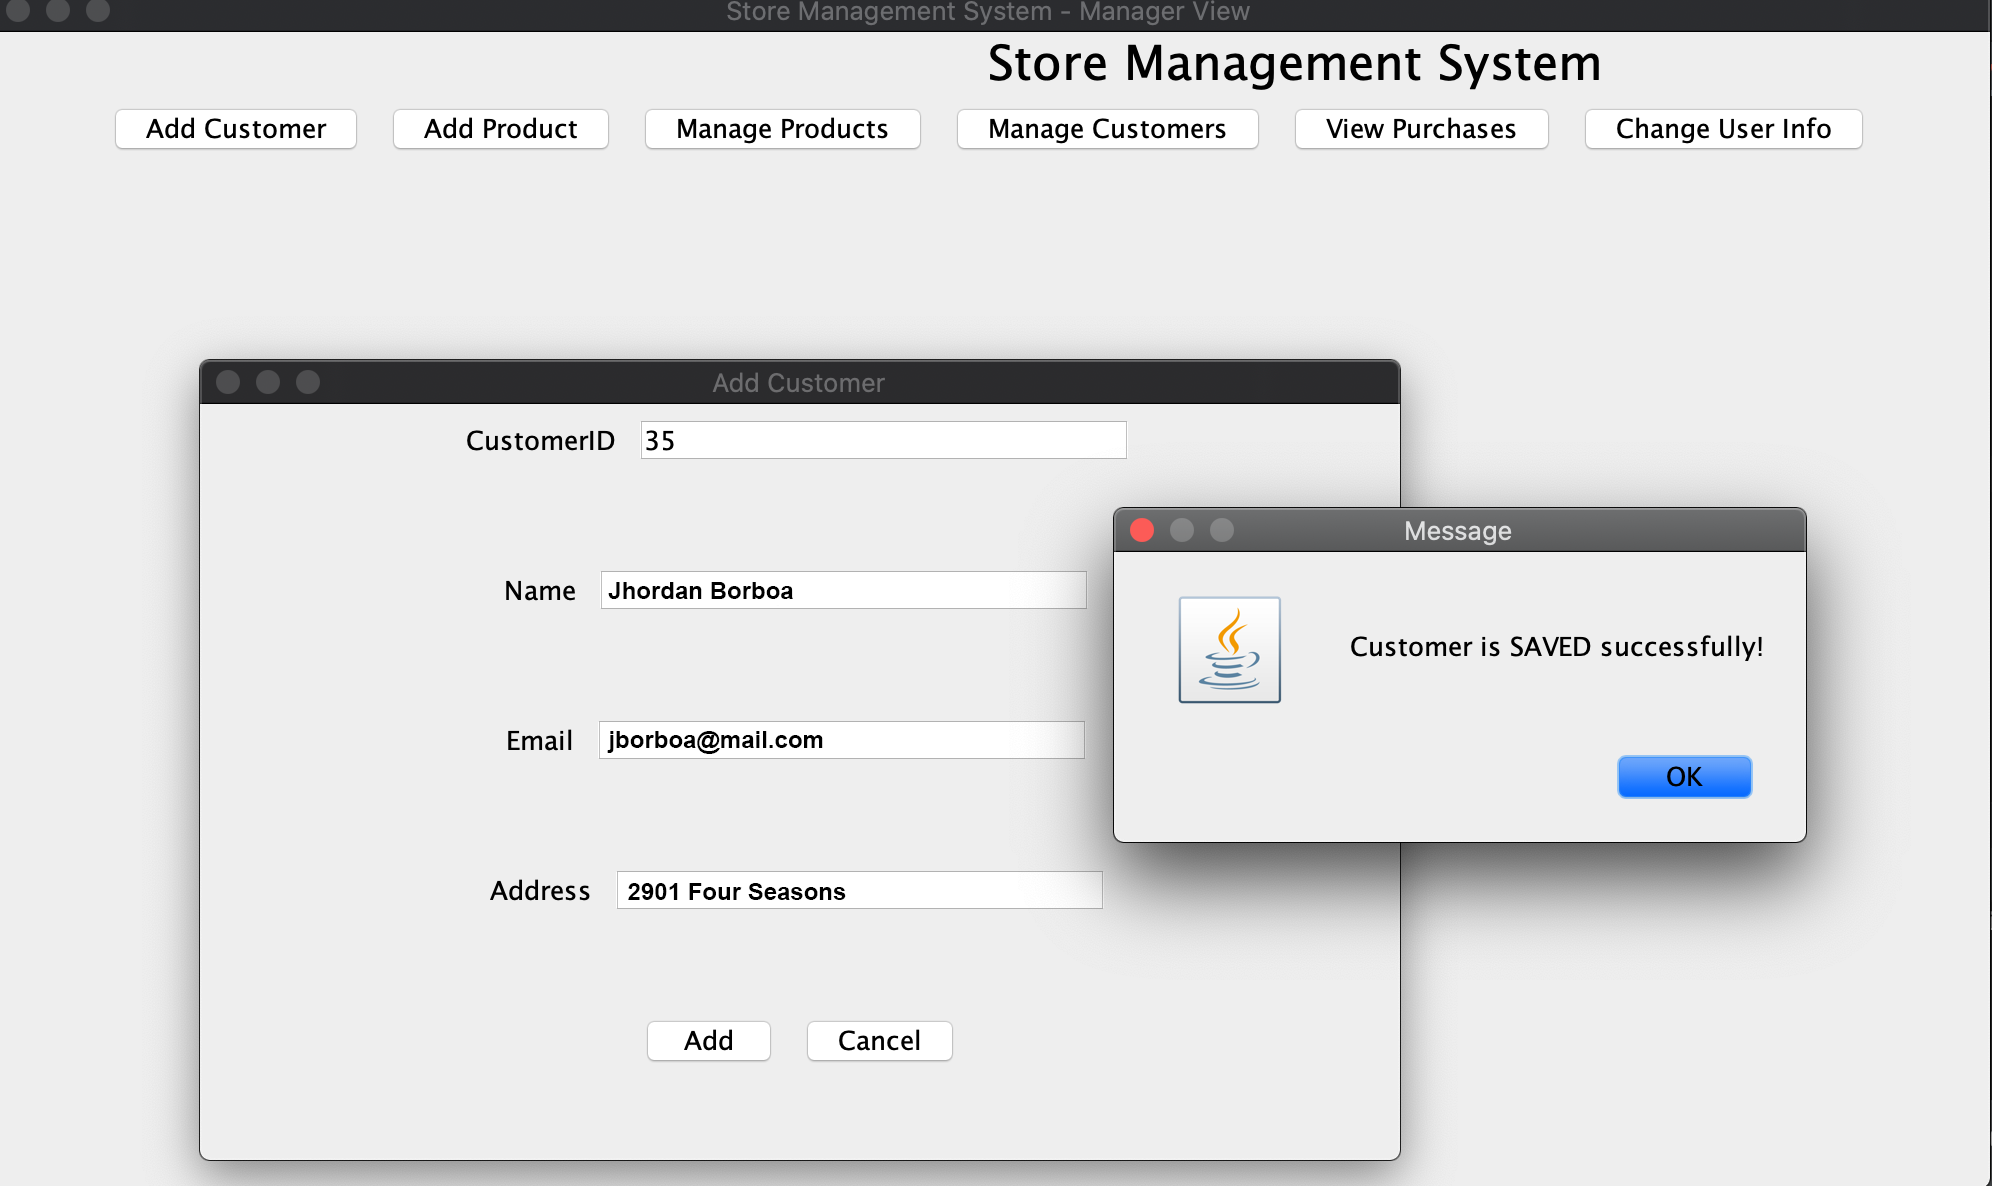 Store Management System - Manager View
Store Management System
Add Customer Add Product Manage Products Manage Customers View Purchases Change User Info
Add Customer
CustomerID 35
Name Jhordan Borboa
Email jborboa@mail.com
Address 2901 Four Seasons
Add Cancel
Message
Customer is SAVED successfully!
OK